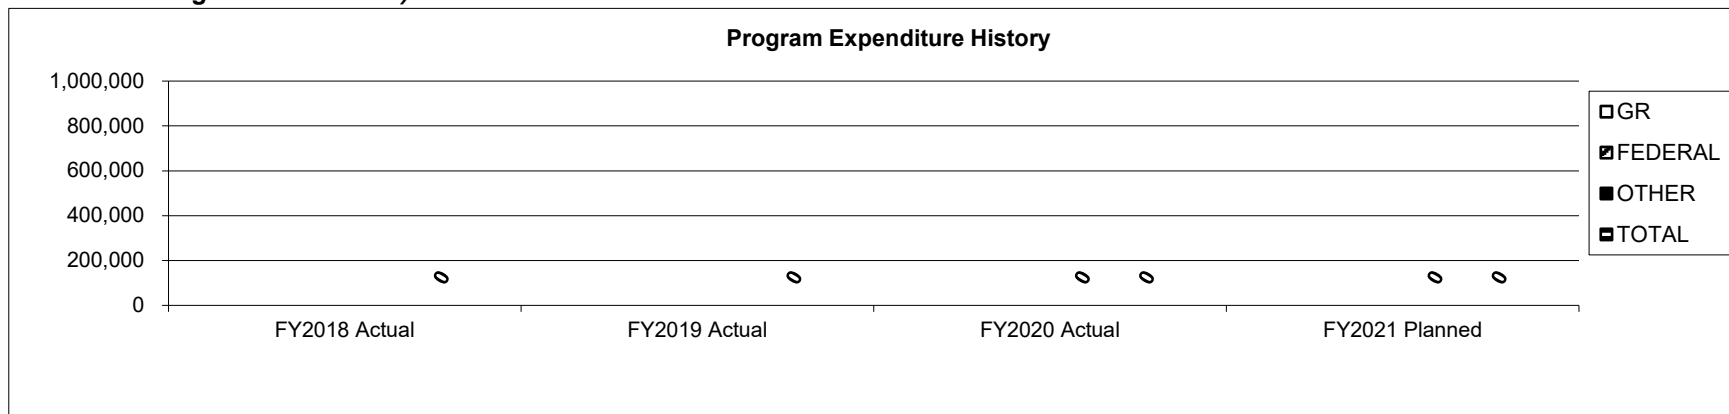 Program Expenditure History
1,000,000
800,000
600,000
400,000
200,000
0
0
0
0
0
0
0
FY2018 Actual
FY2019 Actual
FY2020 Actual
FY2021 Planned
GR
FEDERAL
OTHER
TOTAL